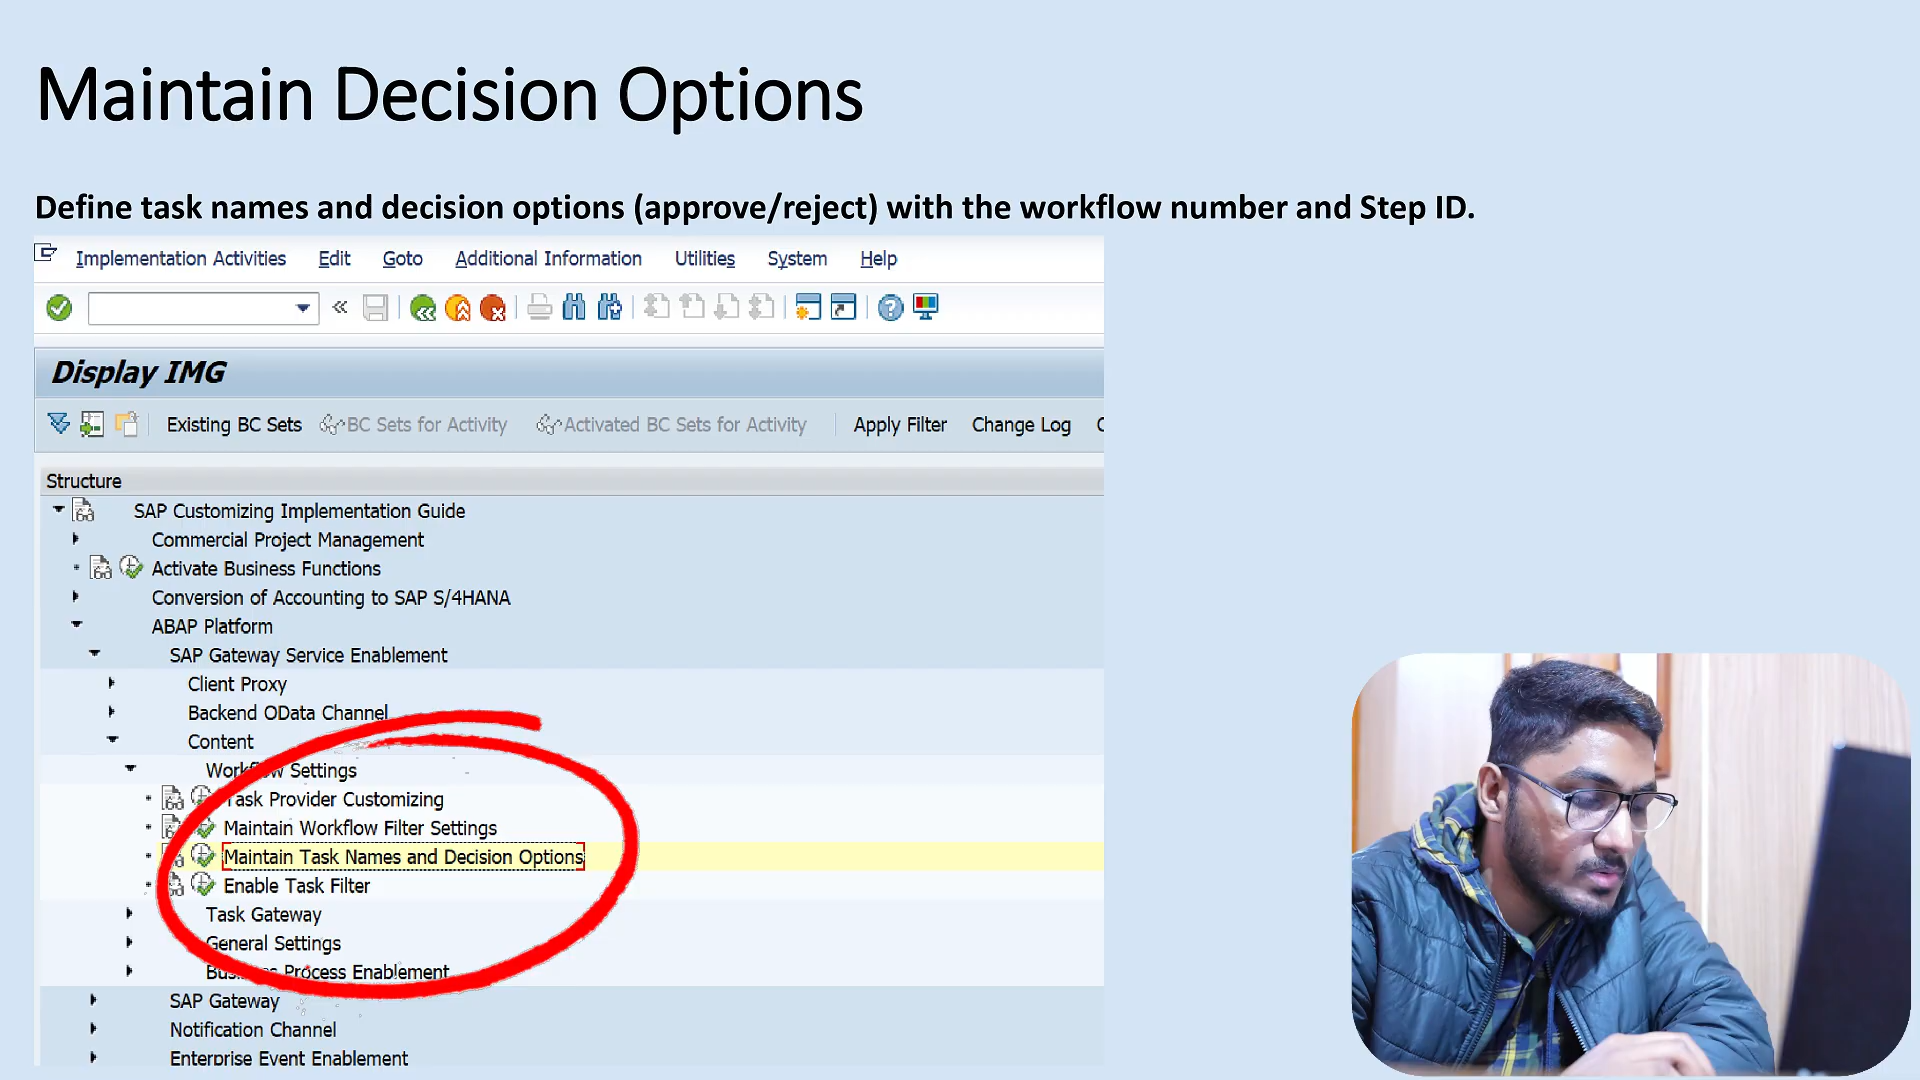 Maintain Decision Options
Define task names and decision options (approve/reject) with the workflow number and Step ID.
Implementation Activities Edit Goto Additional Information Utilities System Help
Display IMG
Existing BC Sets BC Sets for Activity Activated BC Sets for Activity Apply Filter Change Log
Structure
SAP Customizing Implementation Guide
Commercial Project Management
Activate Business Functions
Conversion of Accounting to SAP S/4HANA
ABAP Platform
SAP Gateway Service Enablement
Client Proxy
Backend OData Channel
Content
Workflow Settings
Task Provider Customizing
Maintain Workflow Filter Settings
Maintain Task Names and Decision Options
Enable Task Filter
Task Gateway
General Settings
Business Process Enablement
SAP Gateway
Notification Channel
Enterprise Event Enablement